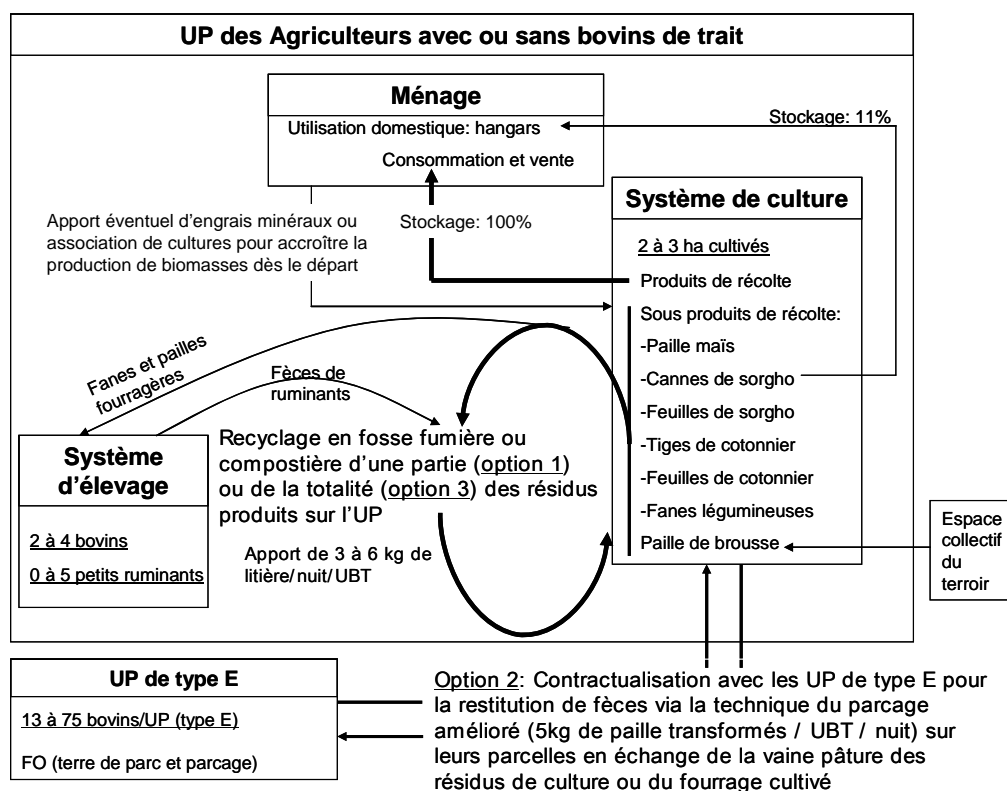 UP des Agriculteurs avec ou sans bovins de trait
Ménage
Utilisation domestique: hangars
Consommation et vente
Stockage: 11%
Apport éventuel d'engrais minéraux ou
association de cultures pour accroître la
production de biomasses dès le départ
Stockage: 100%
Système de culture
2 à 3 ha cultivés
Produits de récolte
Sous produits de récolte:
-Paille maïs
-Cannes de sorgho
-Feuilles de sorgho
-Tiges de cotonnier
-Feuilles de cotonnier
-Fanes légumineuses
Paille de brousse
Fanes et pailles
fourragères
Fèces de
ruminants
Système
d'élevage
2 à 4 bovins
0 à 5 petits ruminants
Recyclage en fosse fumière ou
compostière d'une partie (option 1)
ou de la totalité (option 3) des résidus
produits sur l'UP
Apport de 3 à 6 kg de
litière/ nuit/ UBT
Espace
collectif
du
terroir
UP de type E
13 à 75 bovins/UP (type E)
FO (terre de parc et parcage)
Option 2: Contractualisation avec les UP de type E pour
la restitution de fèces via la technique du parcage
amélioré (5kg de paille transformés / UBT / nuit) sur
leurs parcelles en échange de la vaine pâture des
résidus de culture ou du fourrage cultivé